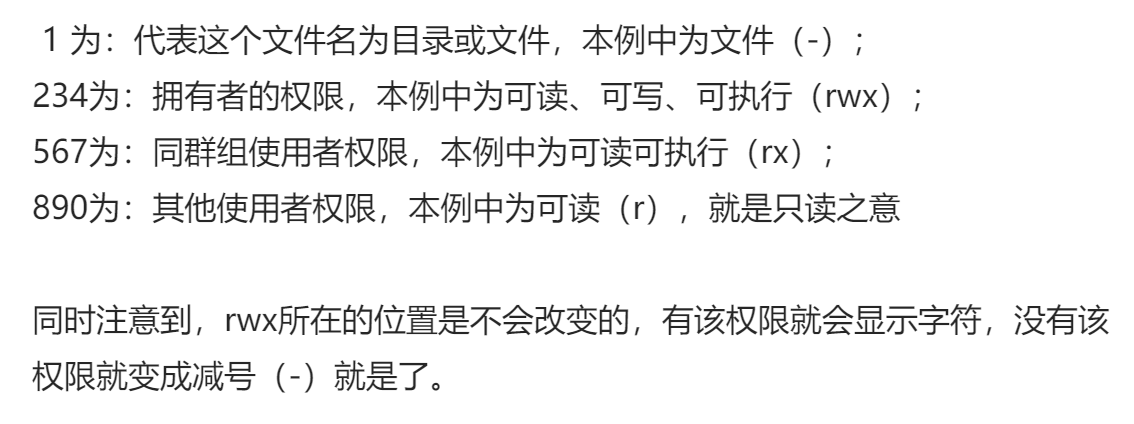 1 为：代表这个文件名为目录或文件，本例中为文件（-）；
234为：拥有者的权限，本例中为可读、可写、可执行（rwx）；
567为：同群组使用者权限，本例中为可读可执行（rx）；
890为：其他使用者权限，本例中为可读（r），就是只读之意
同时注意到，rwx所在的位置是不会改变的，有该权限就会显示字符，没有该
权限就变成减号（-）就是了。